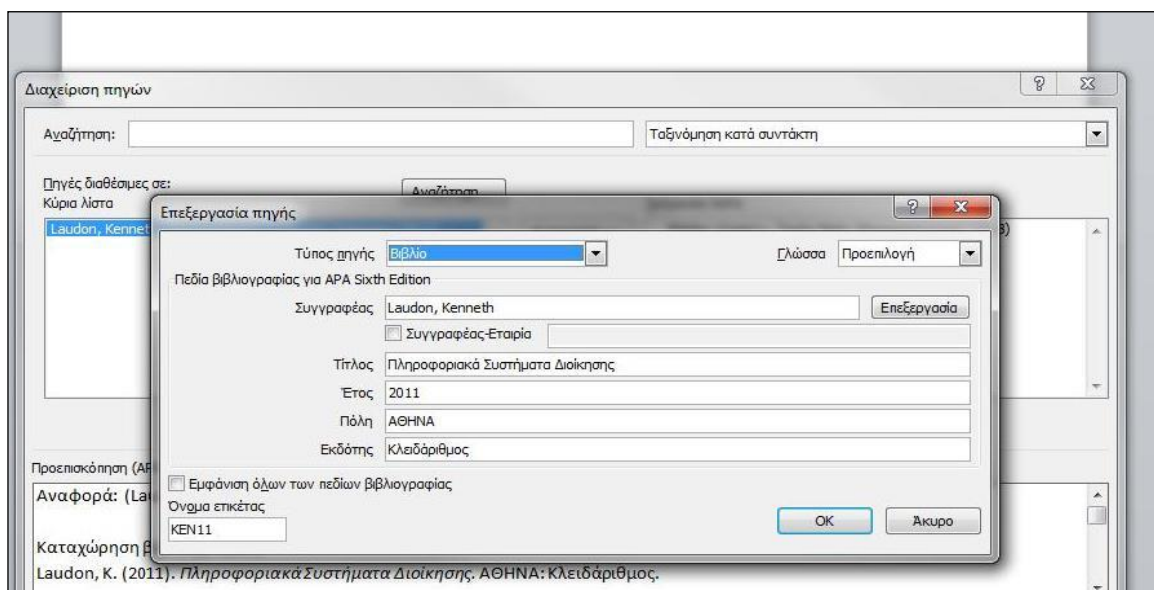 Διαχείριση πηγών
Αναζήτηση:
Ταξινόμηση κατά συντάκτη
Πηγές διαθέσιμες σε:
Αναζήτηση...
Κύρια λίστα
Επεξεργασία πηγής
Laudon, Kennet
3)
Τύπος πηγής Βιβλίο Γλώσσα Προεπιλογή
Πεδία βιβλιογραφίας για APA Sixth Edition
Συγγραφέας Laudon, Kenneth Επεξεργασία
Συγγραφέας-Εταιρία
Τίτλος Πληροφοριακά Συστήματα Διοίκησης
Έτος 2011
Πόλη ΑΘΗΝΑ
Εκδότης Κλειδάριθμος
Προεπισκόπηση (AP
Εμφάνιση όλων των πεδίων βιβλιογραφίας
Αναφορά: (La
Όνομα ετικέτας
ΚΕΝ11
OK Άκυρο
Καταχώρηση β
Laudon, K. (2011). Πληροφοριακά Συστήματα Διοίκησης. ΑΘΗΝΑ: Κλειδάριθμος.